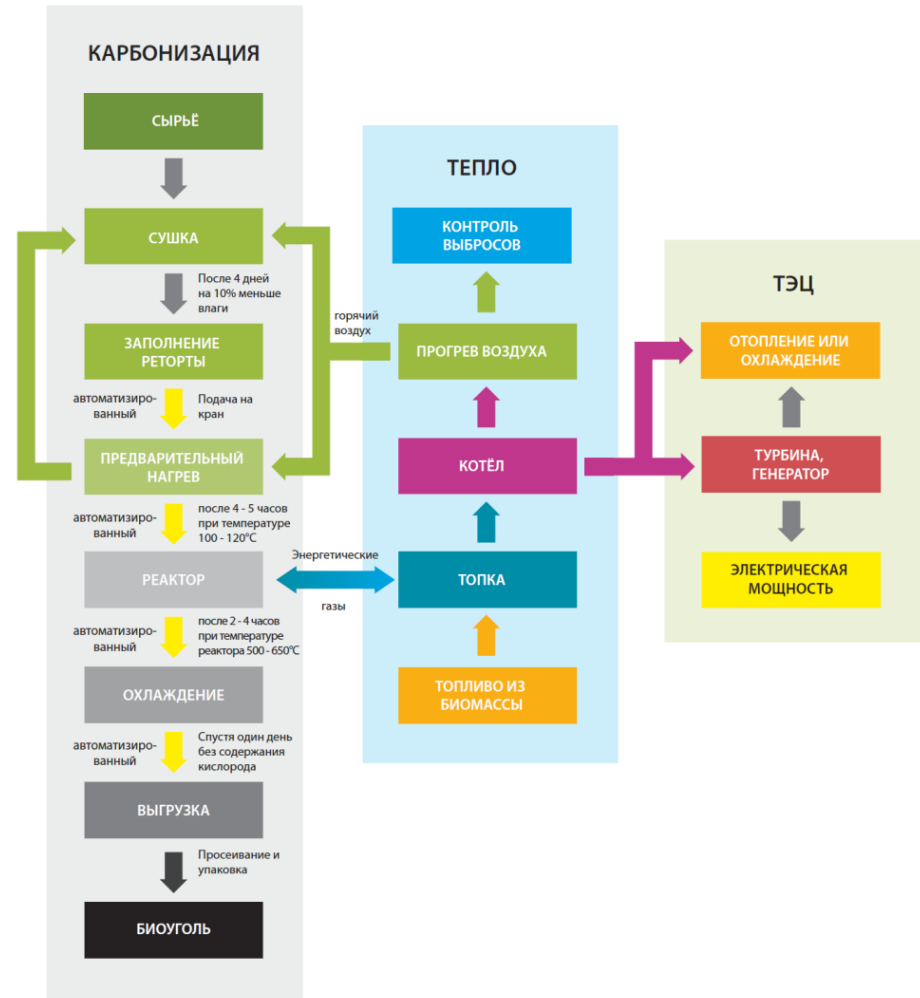 КАРБОНИЗАЦИЯ
СЫРЬЁ
СУШКА
После 4 дней
на 10% меньше
влаги
ЗАПОЛНЕНИЕ
РЕТОРТЫ
автоматизиро-
ванный
Подача на
кран
ПРЕДВАРИТЕЛЬНЫЙ
НАГРЕВ
автоматизиро-
ванный
после 4 - 5 часов
при температуре
100 - 120°C
РЕАКТОР
автоматизиро-
ванный
после 2 - 4 часов
при температуре
реактора 500 - 650°C
ОХЛАЖДЕНИЕ
автоматизиро-
ванный
Спустя один день
без содержания
кислорода
ВЫГРУЗКА
Просеивание и
упаковка
БИОУГОЛЬ
горячий
воздух
Энергетические
газы
ТЕПЛО
КОНТРОЛЬ
ВЫБРОСОВ
ПРОГРЕВ ВОЗДУХА
КОТЁЛ
ТОПКА
ТОПЛИВО ИЗ
БИОМАССЫ
ТЭЦ
ОТОПЛЕНИЕ ИЛИ
ОХЛАЖДЕНИЕ
ТУРБИНА,
ГЕНЕРАТОР
ЭЛЕКТРИЧЕСКАЯ
МОЩНОСТЬ